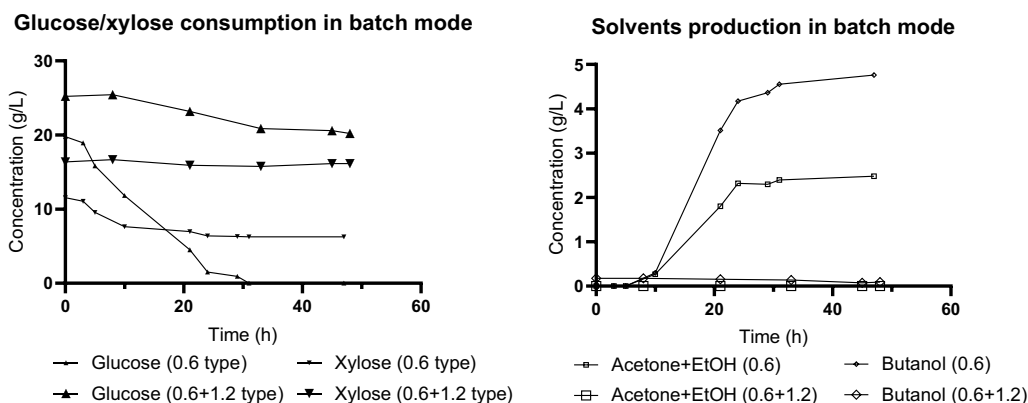 Glucose/xylose consumption in batch mode
Concentration (g/L)
30
20
10
0
0
20
40
60
Time (h)
Glucose (0.6 type)
Xylose (0.6 type)
Glucose (0.6+1.2 type)
Xylose (0.6+1.2 type)
Solvents production in batch mode
Concentration (g/L)
5
4
3
2
1
0
0
20
40
60
Time (h)
Acetone+EtOH (0.6)
Butanol (0.6)
Acetone+EtOH (0.6+1.2)
Butanol (0.6+1.2)